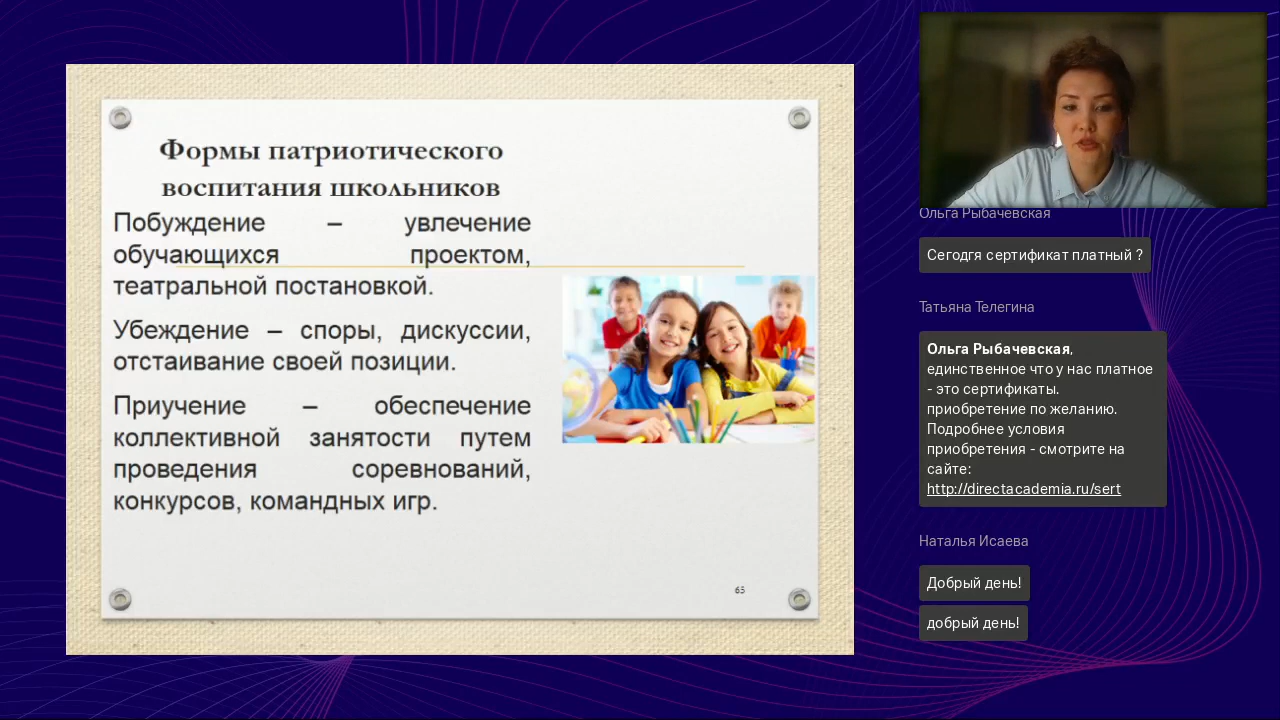 Формы патриотического
воспитания школьников
Побуждение – увлечение
обучающихся проектом,
театральной постановкой.
Убеждение – споры, дискуссии,
отстаивание своей позиции.
Приучение – обеспечение
коллективной занятости путем
проведения соревнований,
конкурсов, командных игр.
65
Ольга Рыбачевская
Сегодгя сертификат платный ?
Татьяна Телегина
Ольга Рыбачевская,
единственное что у нас платное
- это сертификаты.
приобретение по желанию.
Подробнее условия
приобретения - смотрите на
сайте:
http://directacademia.ru/sert
Наталья Исаева
Добрый день!
добрый день!